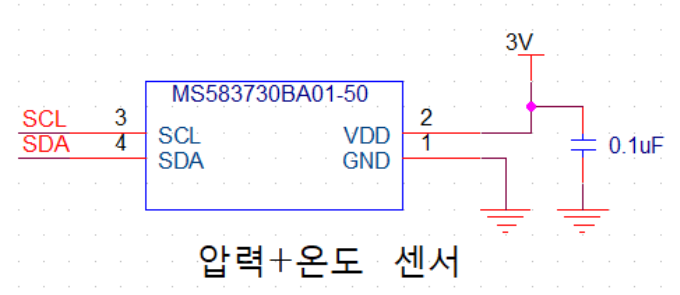 3V
MS583730BA01-50
SCL 3 SCL VDD 2
SDA 4 SDA GND 1
0.1uF
압력+온도 센서